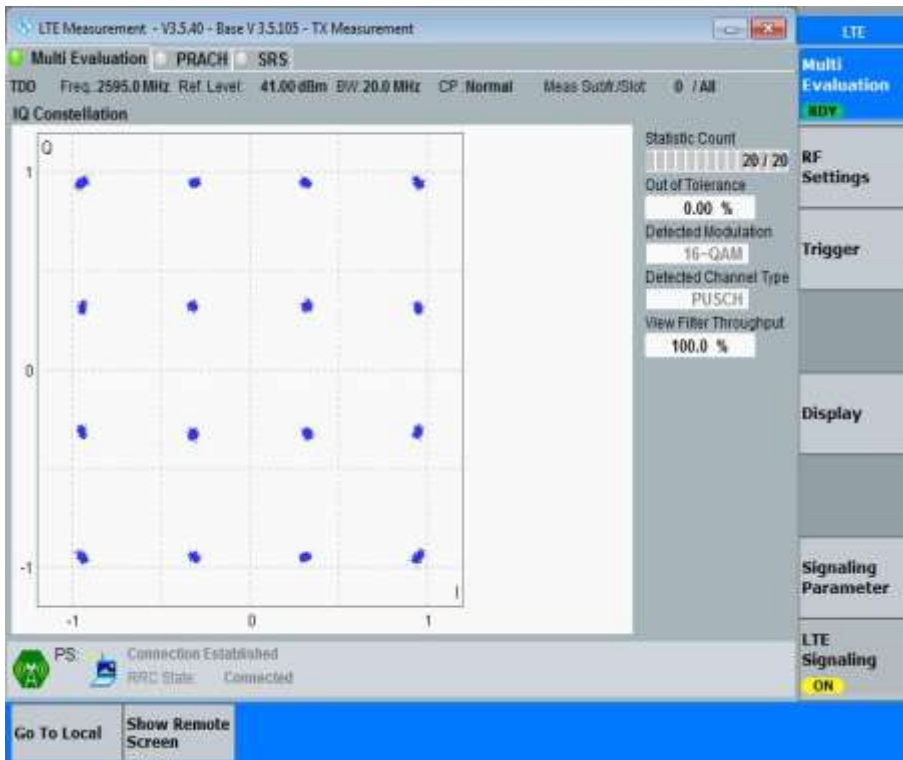 LTE Measurement - V3.5.40 - Base V 3.5.105 - TX Measurement
LTE
Multi Evaluation PRACH SRS
Multi Evaluation
RDY
TDD Freq.:2595.0 MHz Ref. Level: 41.00 dBm BW: 20.0 MHz CP: Normal Meas Subfr./Slot: 0 / All
IQ Constellation
Q
1
0
-1
-1 0 1
I
Statistic Count
20 / 20
Out of Tolerance
0.00 %
Detected Modulation
16-QAM
Detected Channel Type
PUSCH
View Filter Throughput
100.0 %
RF
Settings
Trigger
Display
Signaling
Parameter
LTE
Signaling
ON
PS: Connection Established
RRC State: Connected
Go To Local
Show Remote
Screen